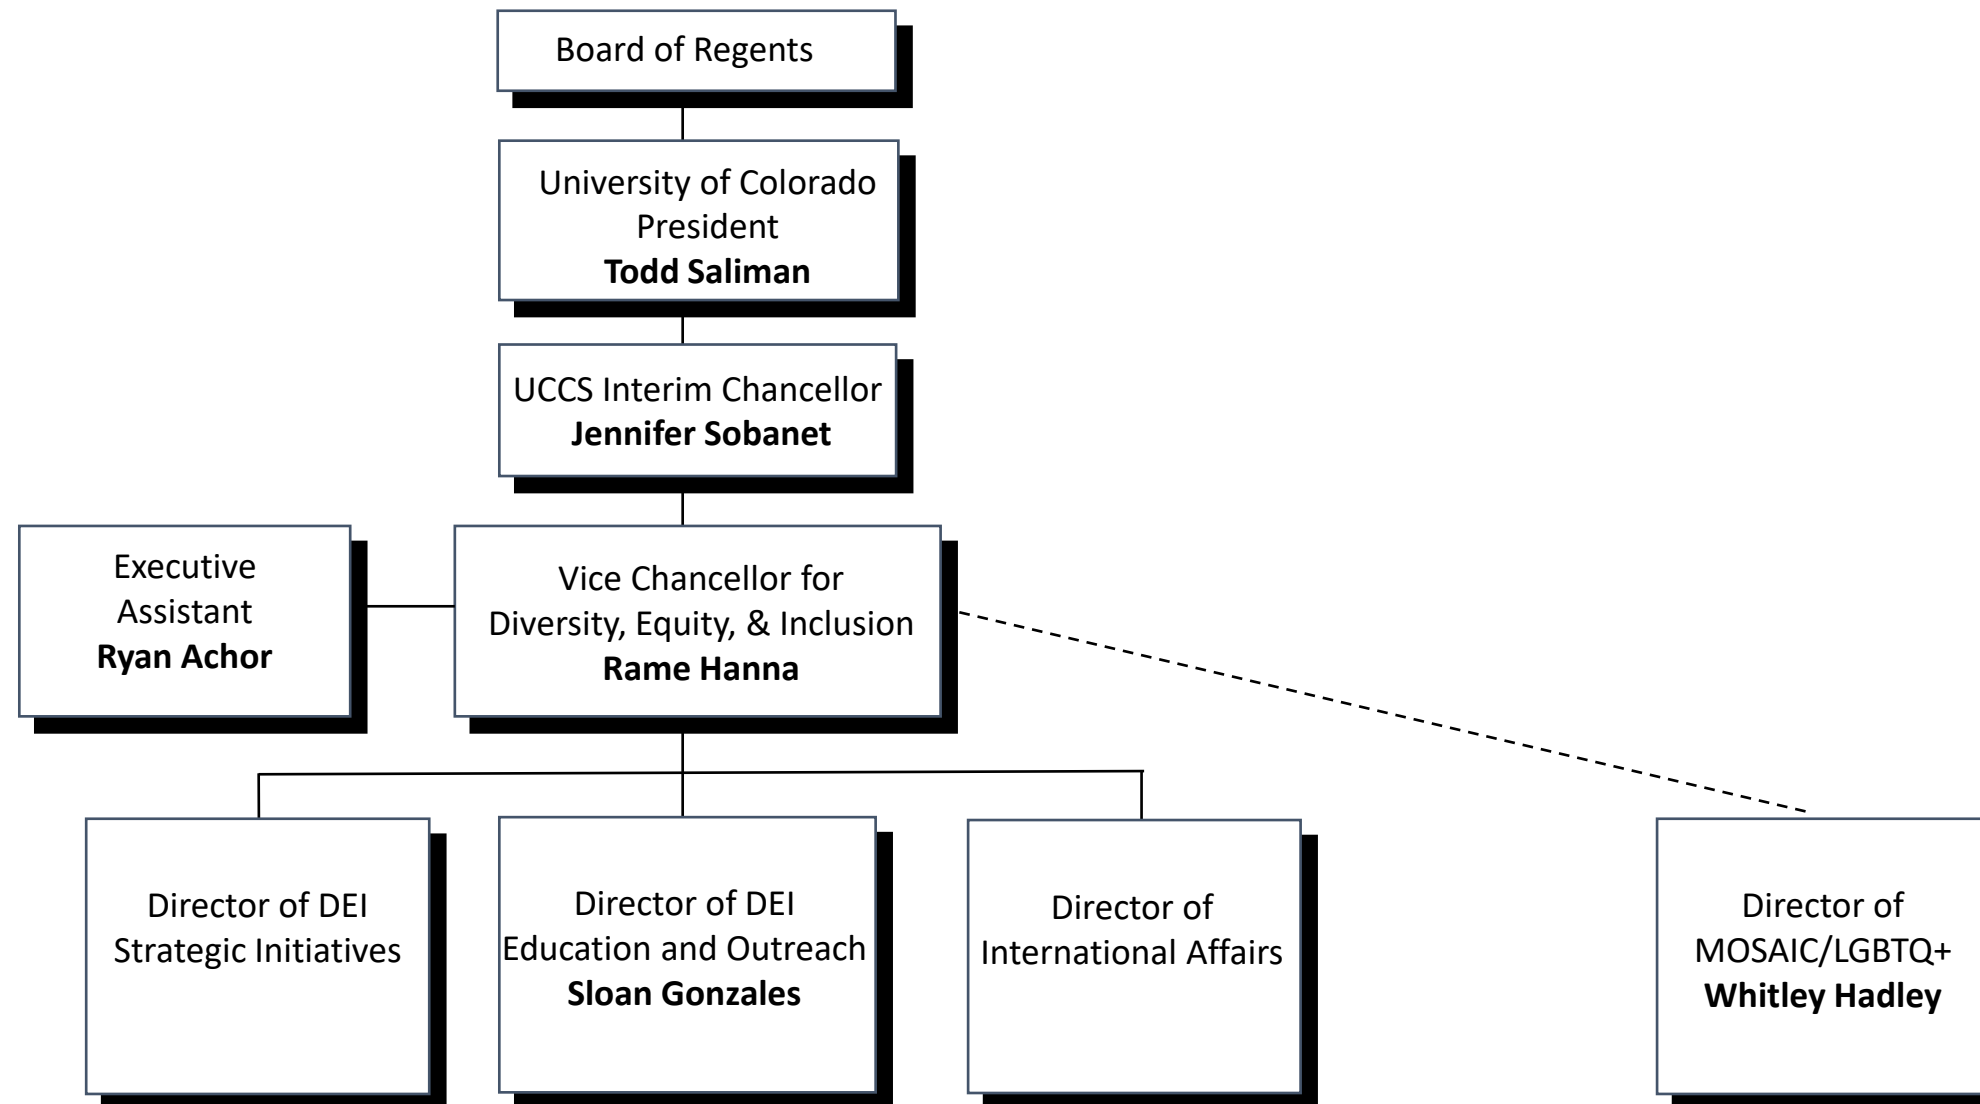 Board of Regents
University of Colorado
President
Todd Saliman
UCCS Interim Chancellor
Jennifer Sobanet
Executive
Assistant
Ryan Achor
Vice Chancellor for
Diversity, Equity, & Inclusion
Rame Hanna
Director of DEI
Strategic Initiatives
Director of DEI
Education and Outreach
Sloan Gonzales
Director of
International Affairs
Director of
MOSAIC/LGBTQ+
Whitley Hadley